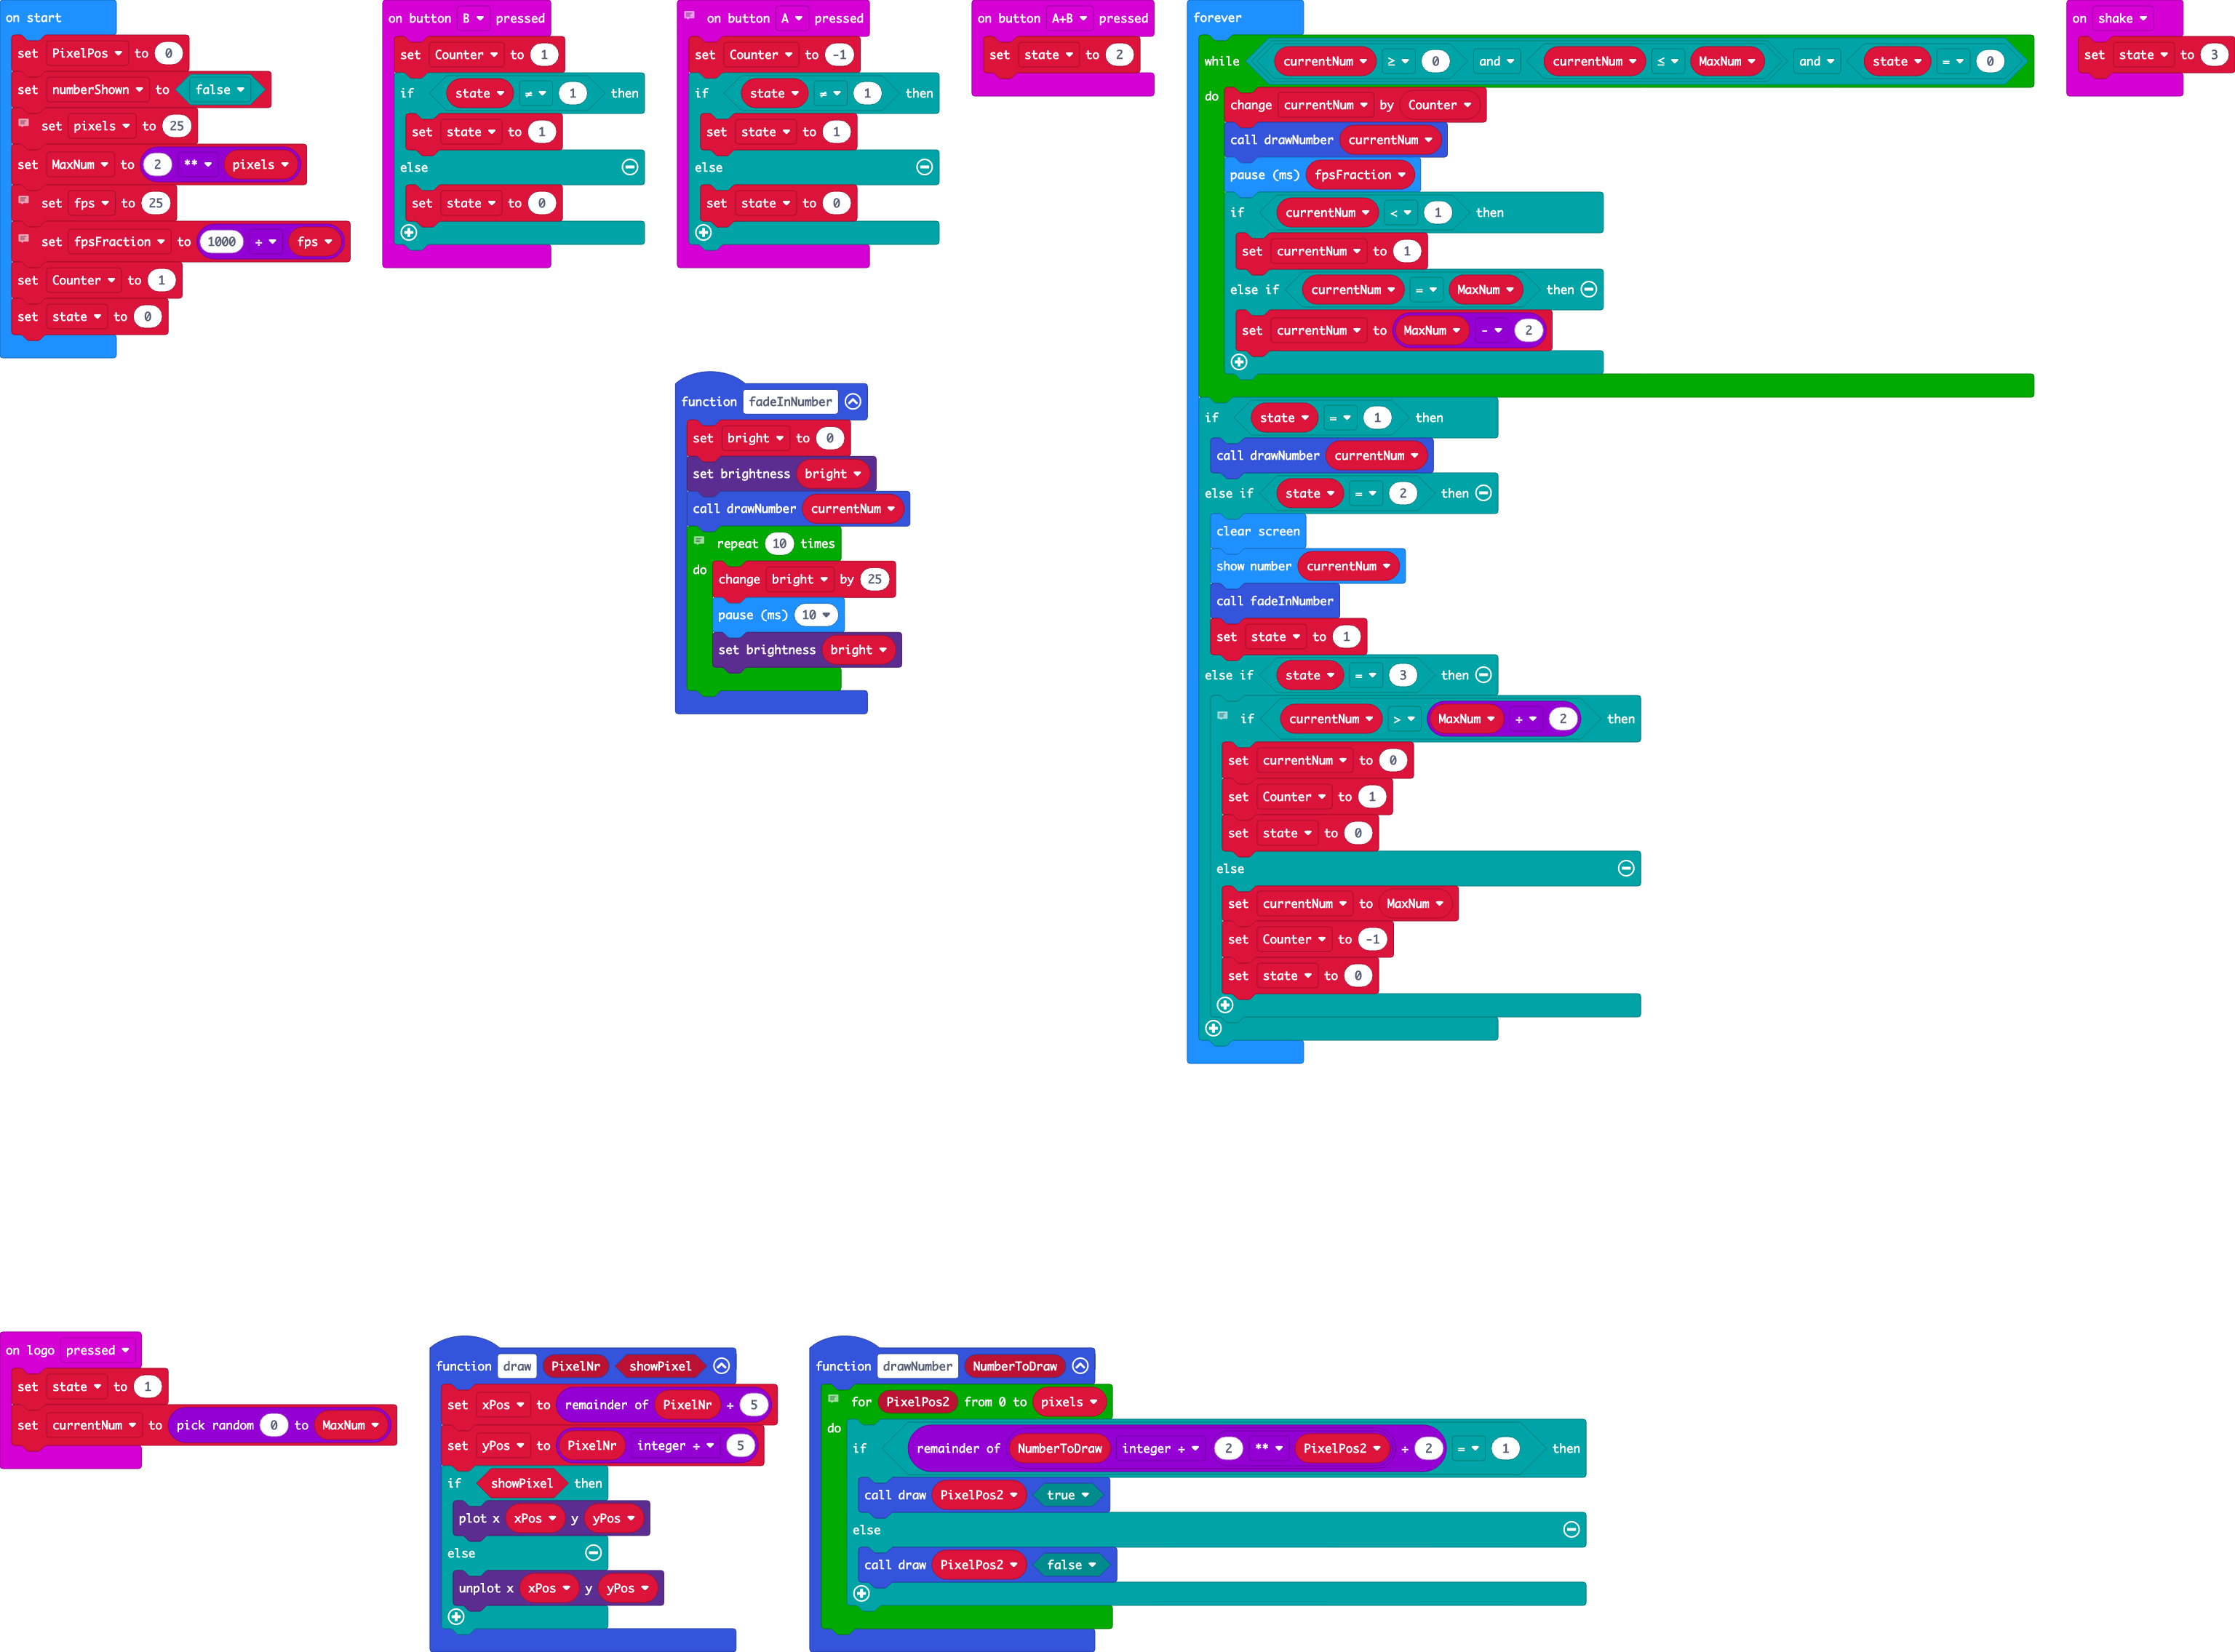 on start
set PixelPos to 0
set numberShown to false
set pixels to 25
set MaxNum to 2 ** pixels
set fps to 25
set fpsFraction to 1000 ÷ fps
set Counter to 1
set state to 0
on button B pressed
set Counter to 1
if state ≠ 1 then
set state to 1
else
set state to 0
on button A pressed
set Counter to -1
if state ≠ 1 then
set state to 1
else
set state to 0
on button A+B pressed
set state to 2
function fadeInNumber
set bright to 0
set brightness bright
call drawNumber currentNum
repeat 10 times
do
change bright by 25
pause (ms) 10
set brightness bright
forever
while currentNum ≥ 0 and currentNum ≤ MaxNum and state = 0
do
change currentNum by Counter
call drawNumber currentNum
pause (ms) fpsFraction
if currentNum < 1 then
set currentNum to 1
else if currentNum = MaxNum then
set currentNum to MaxNum - 2
if state = 1 then
call drawNumber currentNum
else if state = 2 then
clear screen
show number currentNum
call fadeInNumber
set state to 1
else if state = 3 then
if currentNum > MaxNum ÷ 2 then
set currentNum to 0
set Counter to 1
set state to 0
else
set currentNum to MaxNum
set Counter to -1
set state to 0
on shake
set state to 3
on logo pressed
set state to 1
set currentNum to pick random 0 to MaxNum
function draw PixelNr showPixel
set xPos to remainder of PixelNr ÷ 5
set yPos to PixelNr integer ÷ 5
if showPixel then
plot x xPos y yPos
else
unplot x xPos y yPos
function drawNumber NumberToDraw
for PixelPos2 from 0 to pixels
do
if remainder of NumberToDraw integer ÷ 2 ** PixelPos2 ÷ 2 = 1 then
call draw PixelPos2 true
else
call draw PixelPos2 false